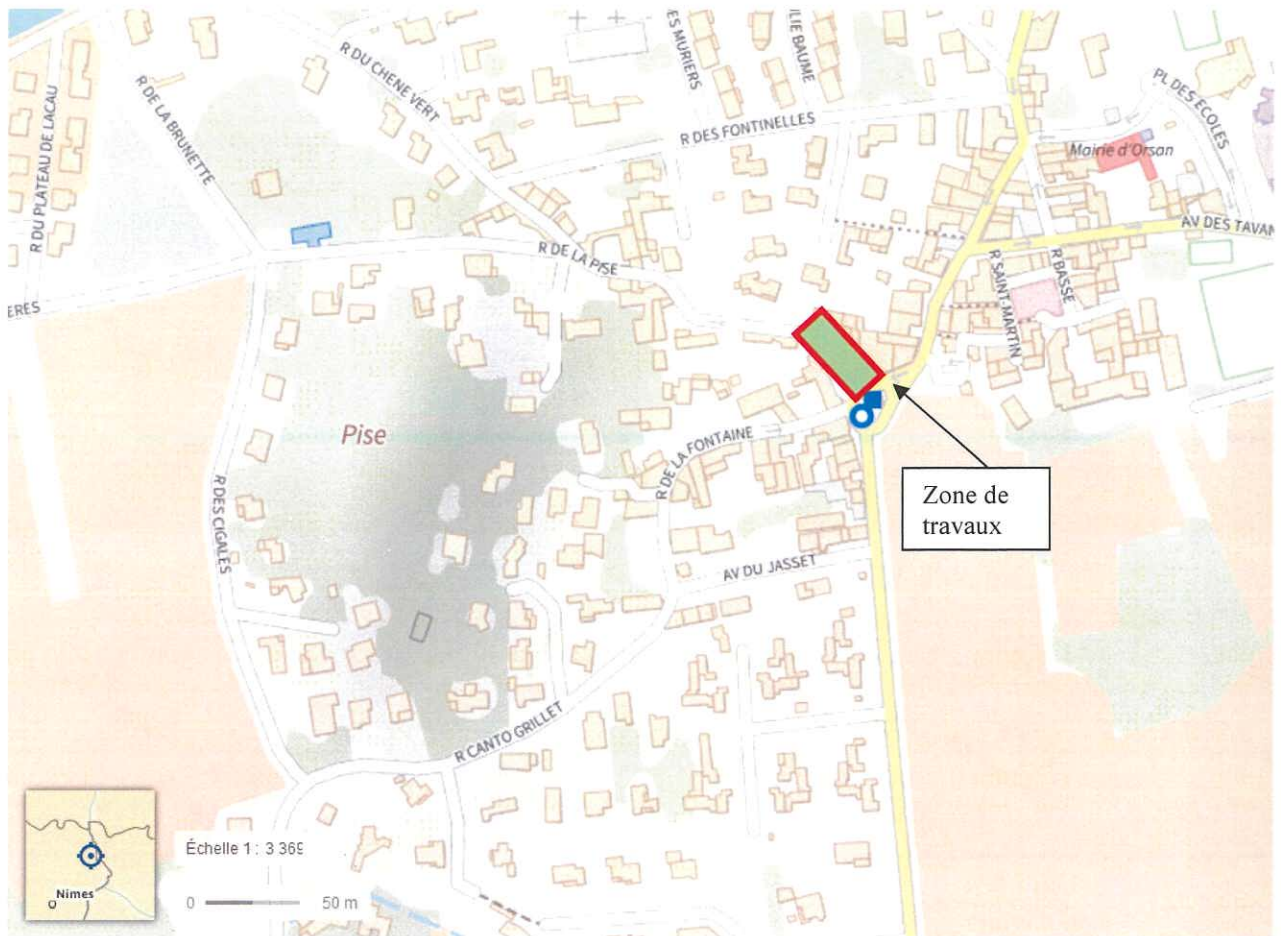 R DU PLATEAU DE LACAU
R DE LA BRUNETTE
R DU CHENE VERT
ES MURIERS
LIE BAUME
R DES FONTINELLES
PL DES ECOLES
Mairie d'Orsan
AV DES TAVAN
R BASSE
R SAINT-MARTIN
R DE LA PISE
ERES
Pise
R DES CIGALES
R DE LA FONTAINE
Zone de
travaux
AV DU JASSET
R CANTO GRILLET
Échelle 1 : 3 369
0 50 m
Nîmes